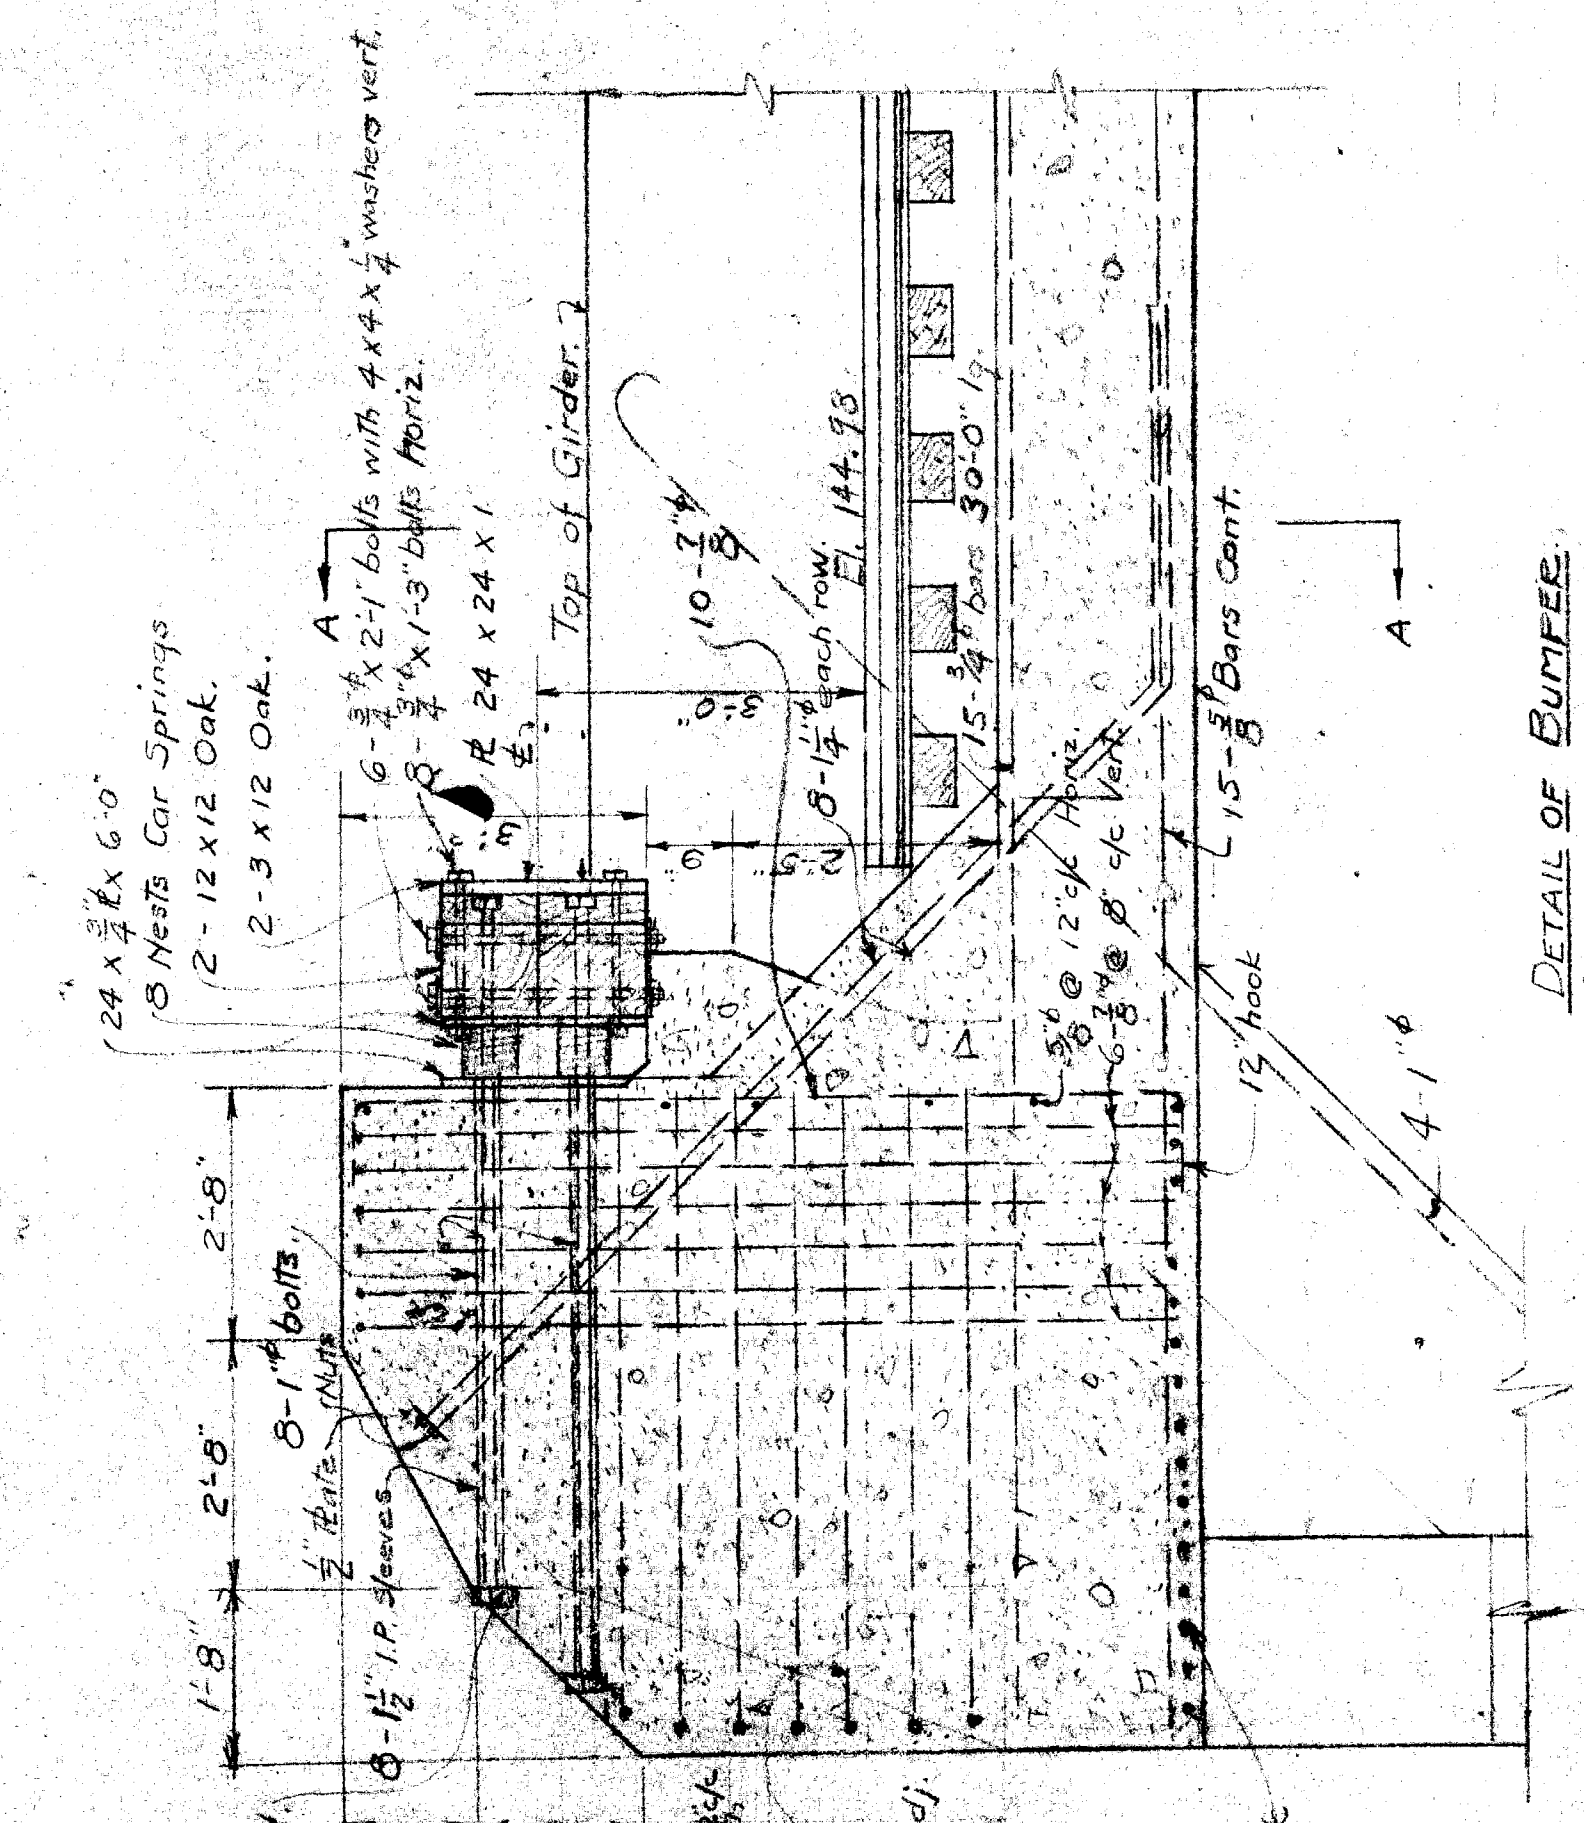 24 x 3/4" ⅊ x 6'-0"
8 Nests Car Springs
2 - 12 x 12 Oak.
2 - 3 x 12 Oak.
A
6 - 3/4"ϕ x 2'-1" bolts with 4 x 4 x 1/4" washers vert.
8 - 3/4"ϕ x 1'-3" bolts Horiz.
⅊ 24 x 24 x 1
℄
Top of Girder.
10 - 7/8"ϕ
8 - 1 1/4"ϕ each row.
El. 144.98
15 - 3/4"ϕ bars 30'-0" lg.
3'-0"
9"
2'-5"
2'-8"
2'-8"
1'-8"
8 - 1"ϕ bolts
1/2" Plate
Nuts
8 - 1 1/2" I.P. Sleeves
5/8"ϕ @ 12" c/c Horiz.
6 - 7/8"ϕ @ 8" c/c Vert.
15 - 5/8"ϕ Bars Cont.
12" hook
4 - 1"ϕ
A
c/c
DETAIL OF BUMPER.